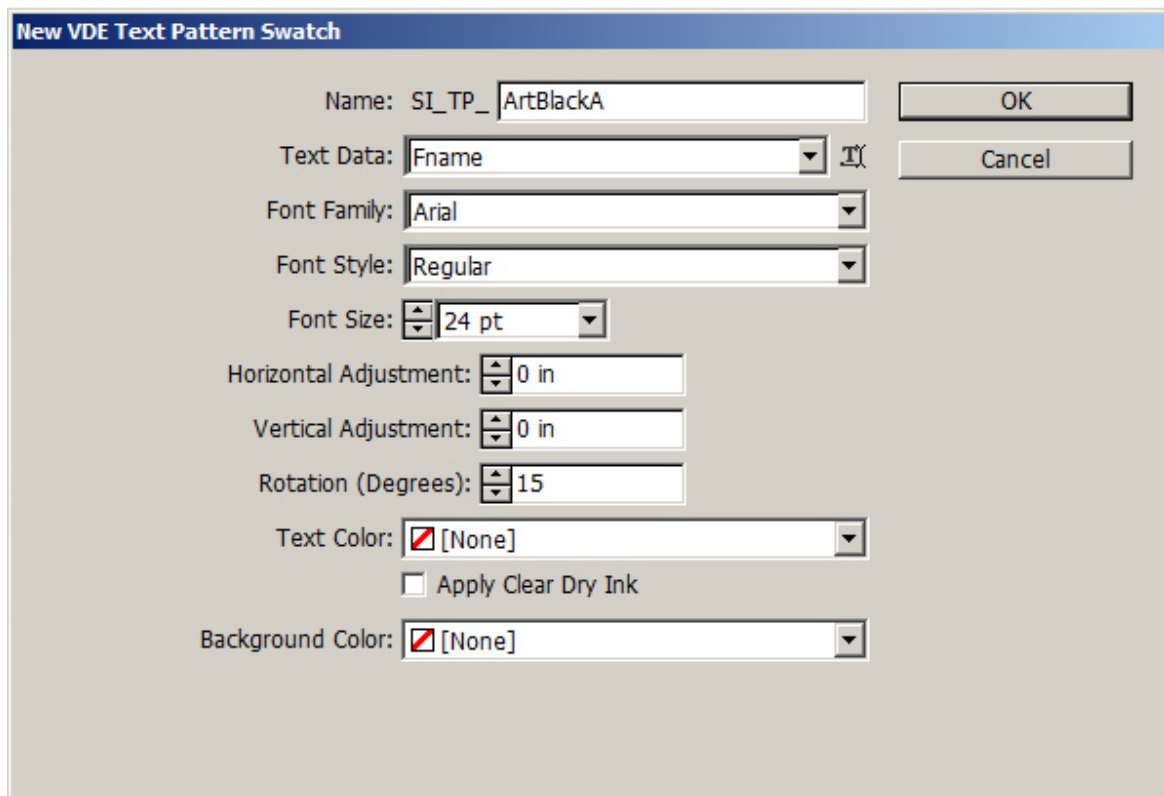 New VDE Text Pattern Swatch
Name: SI_TP_ ArtBlackA OK
Text Data: Fname Cancel
Font Family: Arial
Font Style: Regular
Font Size: 24 pt
Horizontal Adjustment: 0 in
Vertical Adjustment: 0 in
Rotation (Degrees): 15
Text Color: [None]
Apply Clear Dry Ink
Background Color: [None]